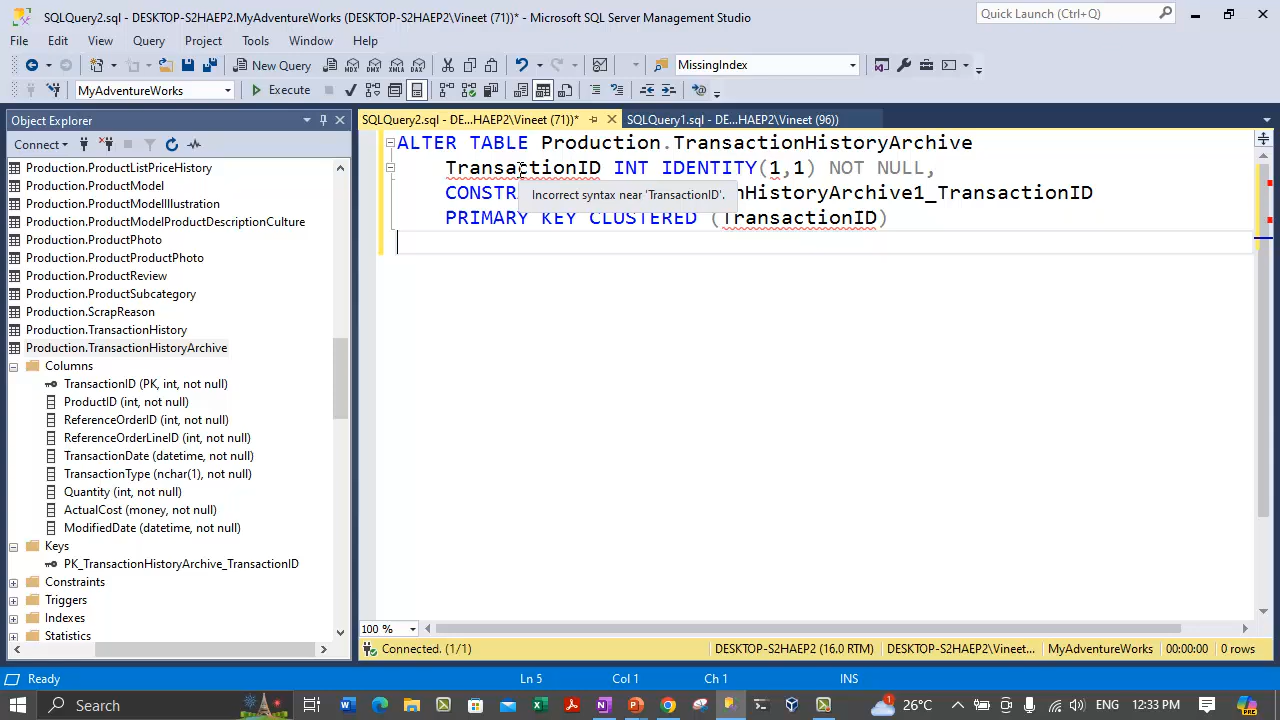 SQLQuery2.sql - DESKTOP-S2HAEP2.MyAdventureWorks (DESKTOP-S2HAEP2\Vineet (71))* - Microsoft SQL Server Management Studio
Quick Launch (Ctrl+Q)
File Edit View Query Project Tools Window Help
New Query
MDX DMX XMLA DAX
MissingIndex
MyAdventureWorks
Execute
Object Explorer
SQLQuery2.sql - DE...HAEP2\Vineet (71))*
SQLQuery1.sql - DE...HAEP2\Vineet (96))
Connect
Production.ProductListPriceHistory
Production.ProductModel
Production.ProductModelIllustration
Production.ProductModelProductDescriptionCulture
Production.ProductPhoto
Production.ProductProductPhoto
Production.ProductReview
Production.ProductSubcategory
Production.ScrapReason
Production.TransactionHistory
Production.TransactionHistoryArchive
Columns
TransactionID (PK, int, not null)
ProductID (int, not null)
ReferenceOrderID (int, not null)
ReferenceOrderLineID (int, not null)
TransactionDate (datetime, not null)
TransactionType (nchar(1), not null)
Quantity (int, not null)
ActualCost (money, not null)
ModifiedDate (datetime, not null)
Keys
PK_TransactionHistoryArchive_TransactionID
Constraints
Triggers
Indexes
Statistics
ALTER TABLE Production.TransactionHistoryArchive
TransactionID INT IDENTITY(1,1) NOT NULL,
CONSTR nHistoryArchive1_TransactionID
Incorrect syntax near 'TransactionID'.
PRIMARY KEY CLUSTERED (TransactionID)
100 %
Connected. (1/1)
DESKTOP-S2HAEP2 (16.0 RTM)
DESKTOP-S2HAEP2\Vineet...
MyAdventureWorks
00:00:00
0 rows
Ready
Ln 5
Col 1
Ch 1
INS
Search
1
26°C
ENG
12:33 PM
PRE